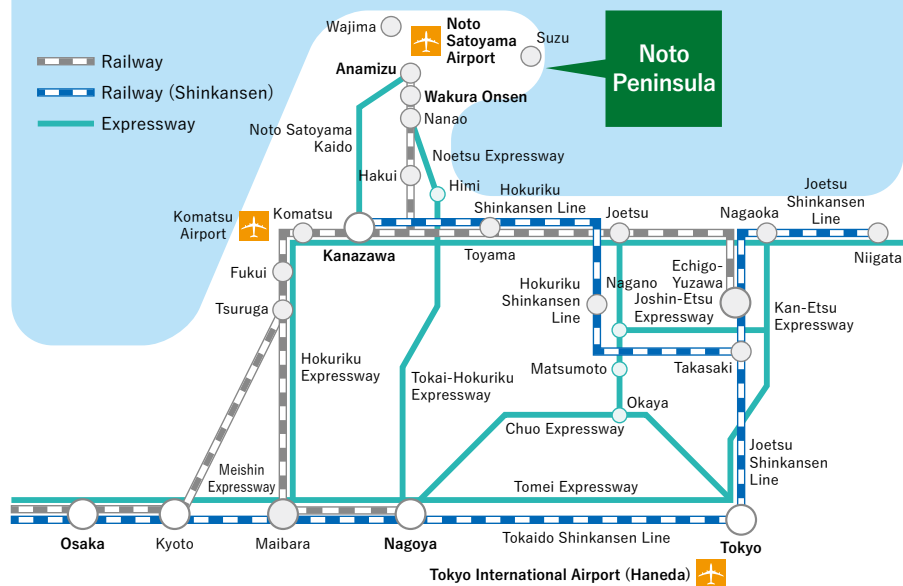 Wajima
Noto
Satoyama
Airport
Suzu
Noto
Peninsula
Railway
Railway (Shinkansen)
Expressway
Anamizu
Wakura Onsen
Nanao
Noto Satoyama
Kaido
Noetsu Expressway
Hakui
Himi
Hokuriku
Shinkansen Line
Joetsu
Shinkansen
Line
Komatsu
Airport
Komatsu
Joetsu
Nagaoka
Kanazawa
Toyama
Niigata
Fukui
Echigo-
Yuzawa
Tsuruga
Hokuriku
Shinkansen
Line
Nagano
Joshin-Etsu
Expressway
Kan-Etsu
Expressway
Hokuriku
Expressway
Tokai-Hokuriku
Expressway
Matsumoto
Takasaki
Okaya
Chuo Expressway
Joetsu
Shinkansen
Line
Meishin
Expressway
Tomei Expressway
Osaka
Kyoto
Maibara
Nagoya
Tokaido Shinkansen Line
Tokyo
Tokyo International Airport (Haneda)